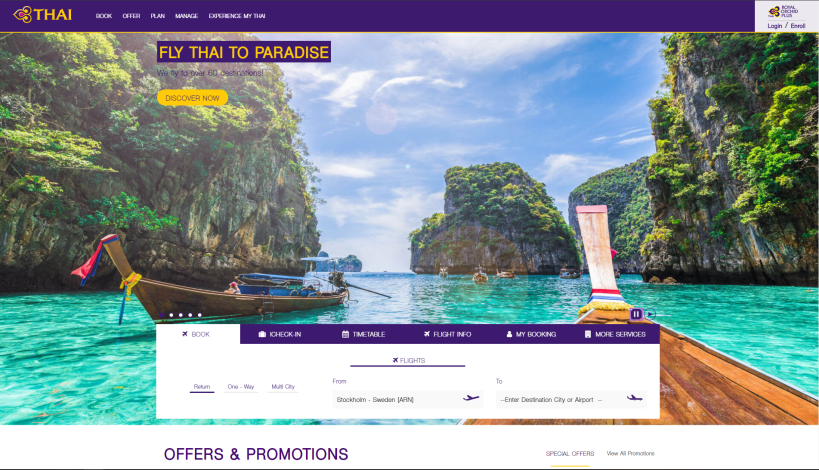 THAI
BOOK OFFER PLAN MANAGE EXPERIENCE MY THAI
ROYAL
ORCHID
PLUS
Login / Enroll
FLY THAI TO PARADISE
We fly to over 60 destinations!
DISCOVER NOW
BOOK ICHECK-IN TIMETABLE FLIGHT INFO MY BOOKING MORE SERVICES
FLIGHTS
Return One - Way Multi City
From To
Stockholm - Sweden [ARN] --Enter Destination City or Airport --
OFFERS & PROMOTIONS SPECIAL OFFERS View All Promotions